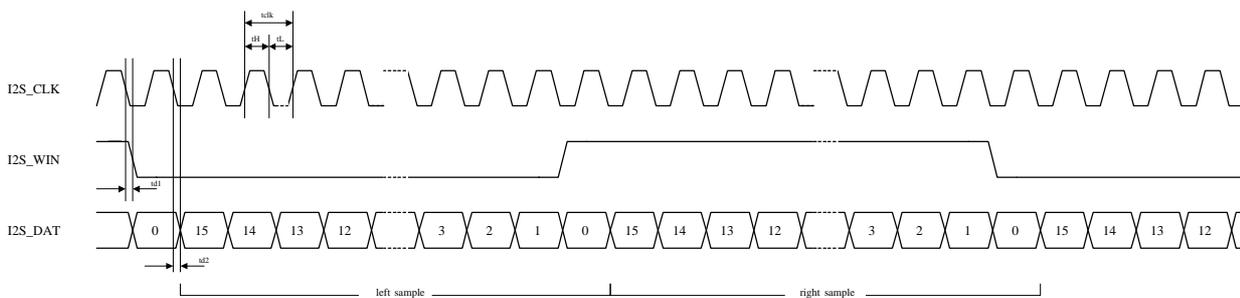 tclk
tH tL
I2S_CLK
I2S_WIN
td1
I2S_DAT 0 15 14 13 12 3 2 1 0 15 14 13 12 3 2 1 0 15 14 13 12
td2
left sample right sample